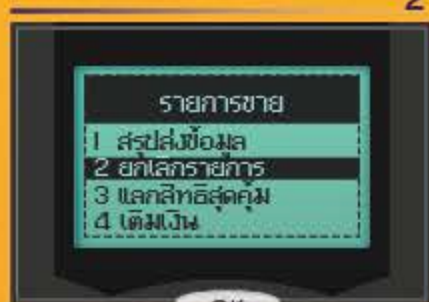 2
รายการขาย
1 สรุปส่งข้อมูล
2 ยกเลิกรายการ
3 แลกสิทธิสุดคุ้ม
4 เติมเงิน
OK